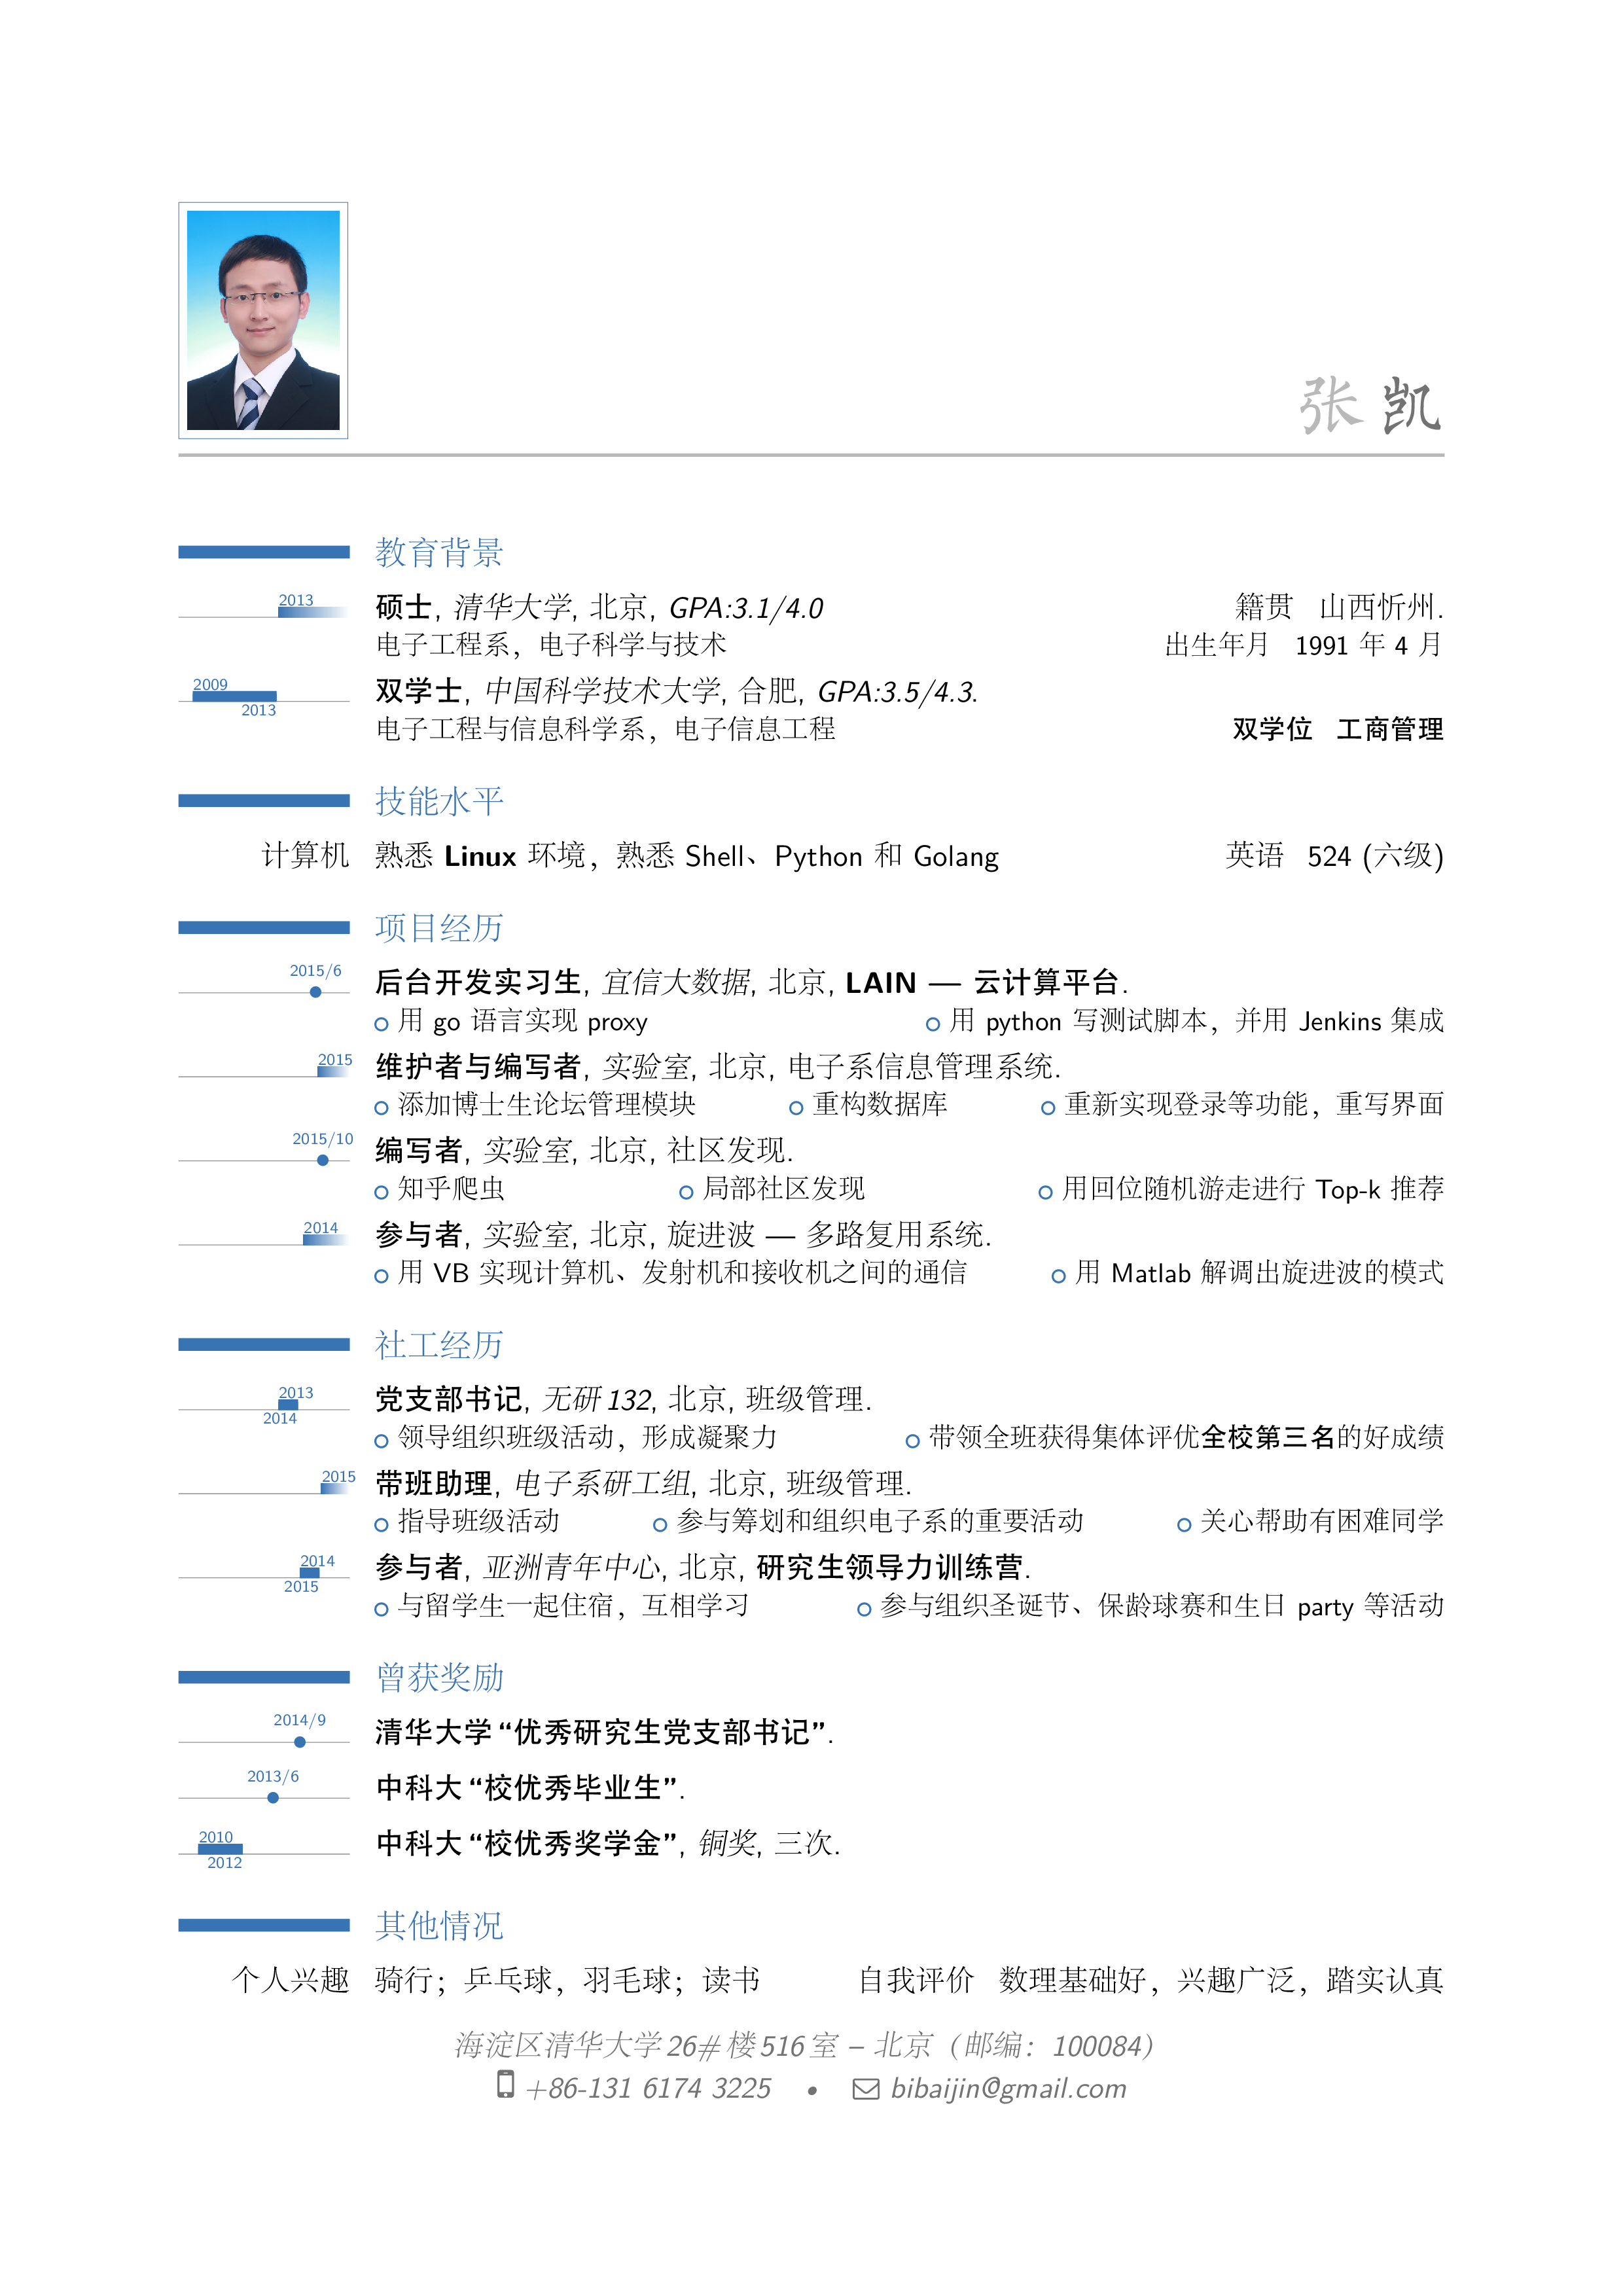 张 凯
教育背景
2013
硕士, 清华大学, 北京, GPA:3.1/4.0 籍贯 山西忻州.
电子工程系，电子科学与技术 出生年月 1991 年 4 月
2009
2013
双学士, 中国科学技术大学, 合肥, GPA:3.5/4.3.
电子工程与信息科学系，电子信息工程 双学位 工商管理
技能水平
计算机 熟悉 Linux 环境，熟悉 Shell、Python 和 Golang 英语 524 (六级)
项目经历
2015/6
后台开发实习生, 宜信大数据, 北京, LAIN — 云计算平台.
用 go 语言实现 proxy 用 python 写测试脚本，并用 Jenkins 集成
2015
维护者与编写者, 实验室, 北京, 电子系信息管理系统.
添加博士生论坛管理模块 重构数据库 重新实现登录等功能，重写界面
2015/10
编写者, 实验室, 北京, 社区发现.
知乎爬虫 局部社区发现 用回位随机游走进行 Top-k 推荐
2014
参与者, 实验室, 北京, 旋进波 — 多路复用系统.
用 VB 实现计算机、发射机和接收机之间的通信 用 Matlab 解调出旋进波的模式
社工经历
2013
2014
党支部书记, 无研 132, 北京, 班级管理.
领导组织班级活动，形成凝聚力 带领全班获得集体评优全校第三名的好成绩
2015
带班助理, 电子系研工组, 北京, 班级管理.
指导班级活动 参与筹划和组织电子系的重要活动 关心帮助有困难同学
2014
2015
参与者, 亚洲青年中心, 北京, 研究生领导力训练营.
与留学生一起住宿，互相学习 参与组织圣诞节、保龄球赛和生日 party 等活动
曾获奖励
2014/9
清华大学 “优秀研究生党支部书记”.
2013/6
中科大 “校优秀毕业生”.
2010
2012
中科大 “校优秀奖学金”, 铜奖, 三次.
其他情况
个人兴趣 骑行；乒乓球，羽毛球；读书 自我评价 数理基础好，兴趣广泛，踏实认真
海淀区清华大学 26# 楼 516 室 – 北京（邮编：100084）
+86-131 6174 3225 • bibaijin@gmail.com